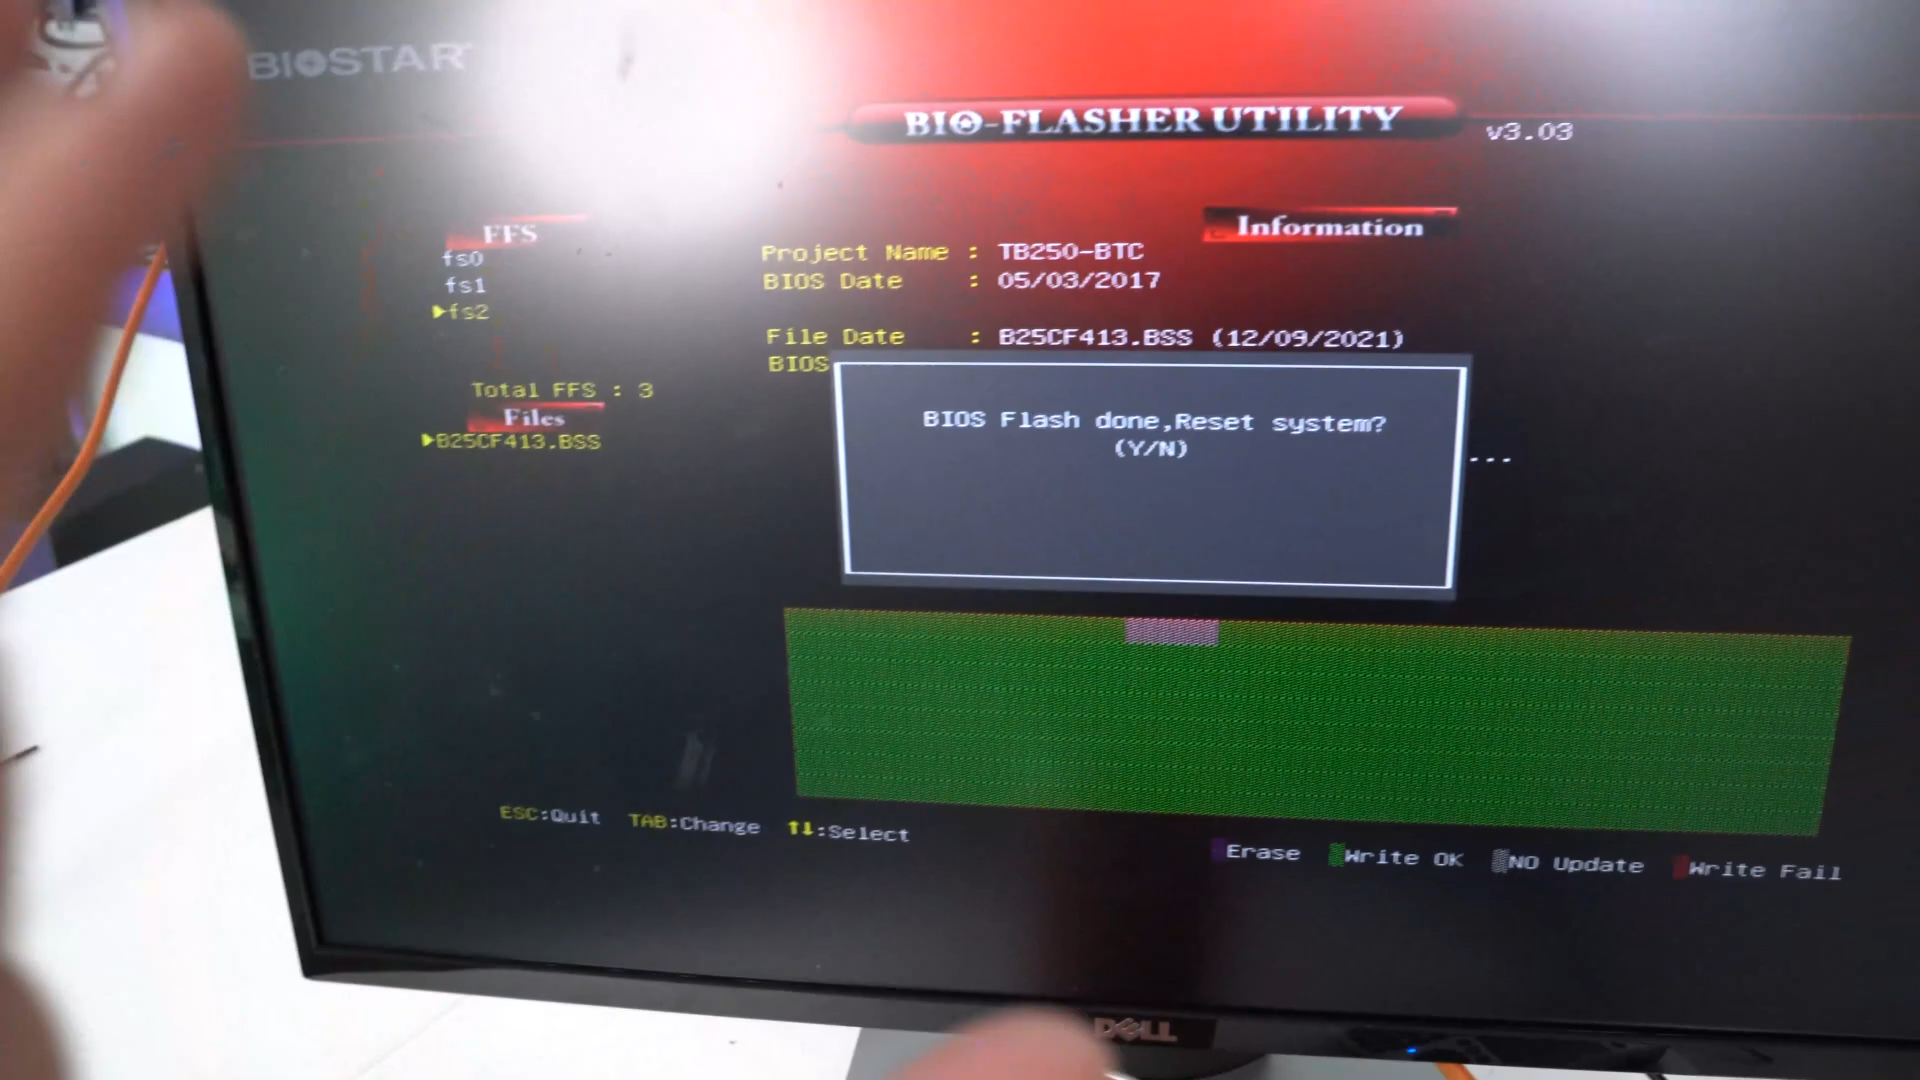 BIOSTAR
BIO-FLASHER UTILITY
v3.03
FFS
Information
fs0
fs1
fs2
Project Name : TB250-BTC
BIOS Date : 05/03/2017
File Date : B25CF413.BSS (12/09/2021)
BIOS
Total FFS : 3
Files
B25CF413.BSS
BIOS Flash done,Reset system?
(Y/N)
...
ESC:Quit TAB:Change ↑↓:Select
Erase Write OK NO Update Write Fail
DELL